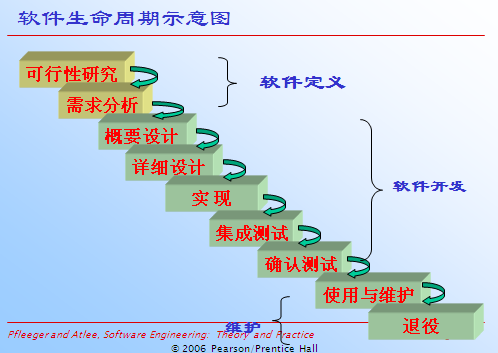 软件生命周期示意图
可行性研究
软件定义
需求分析
概要设计
详细设计
软件开发
实现
集成测试
确认测试
使用与维护
维护
退役
Pfleeger and Atlee, Software Engineering: Theory and Practice
© 2006 Pearson/Prentice Hall